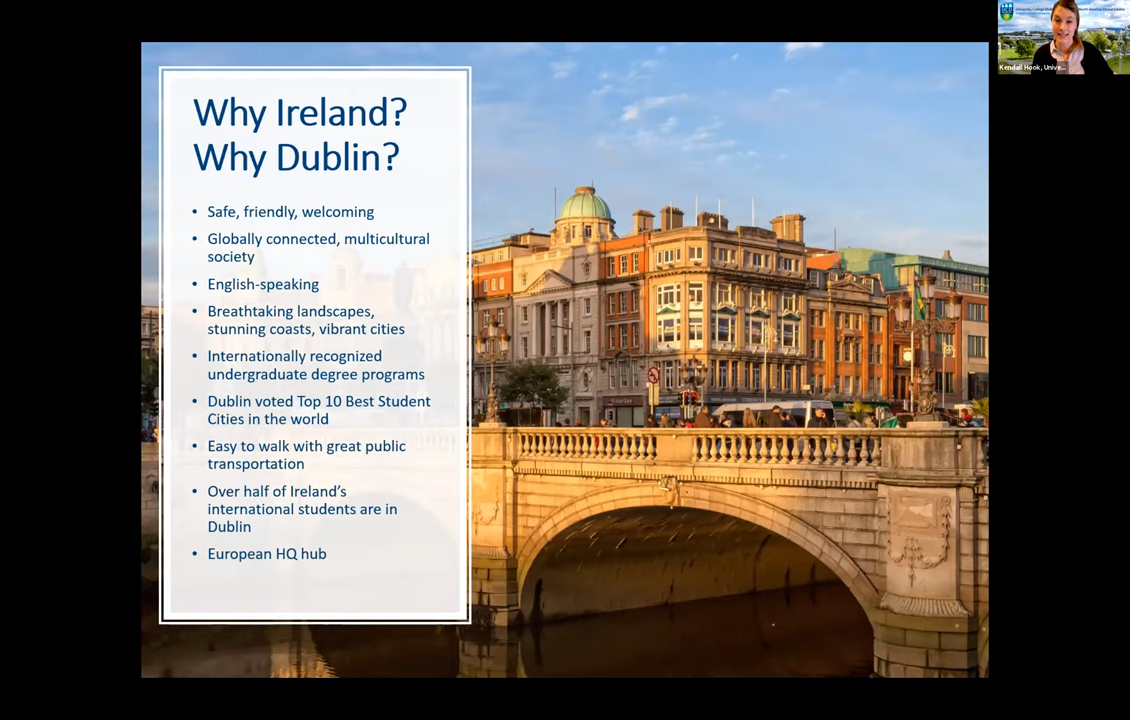 Why Ireland?
Why Dublin?
• Safe, friendly, welcoming
• Globally connected, multicultural
society
• English-speaking
• Breathtaking landscapes,
stunning coasts, vibrant cities
• Internationally recognized
undergraduate degree programs
• Dublin voted Top 10 Best Student
Cities in the world
• Easy to walk with great public
transportation
• Over half of Ireland's
international students are in
Dublin
• European HQ hub
Kendall Hook, Unive...